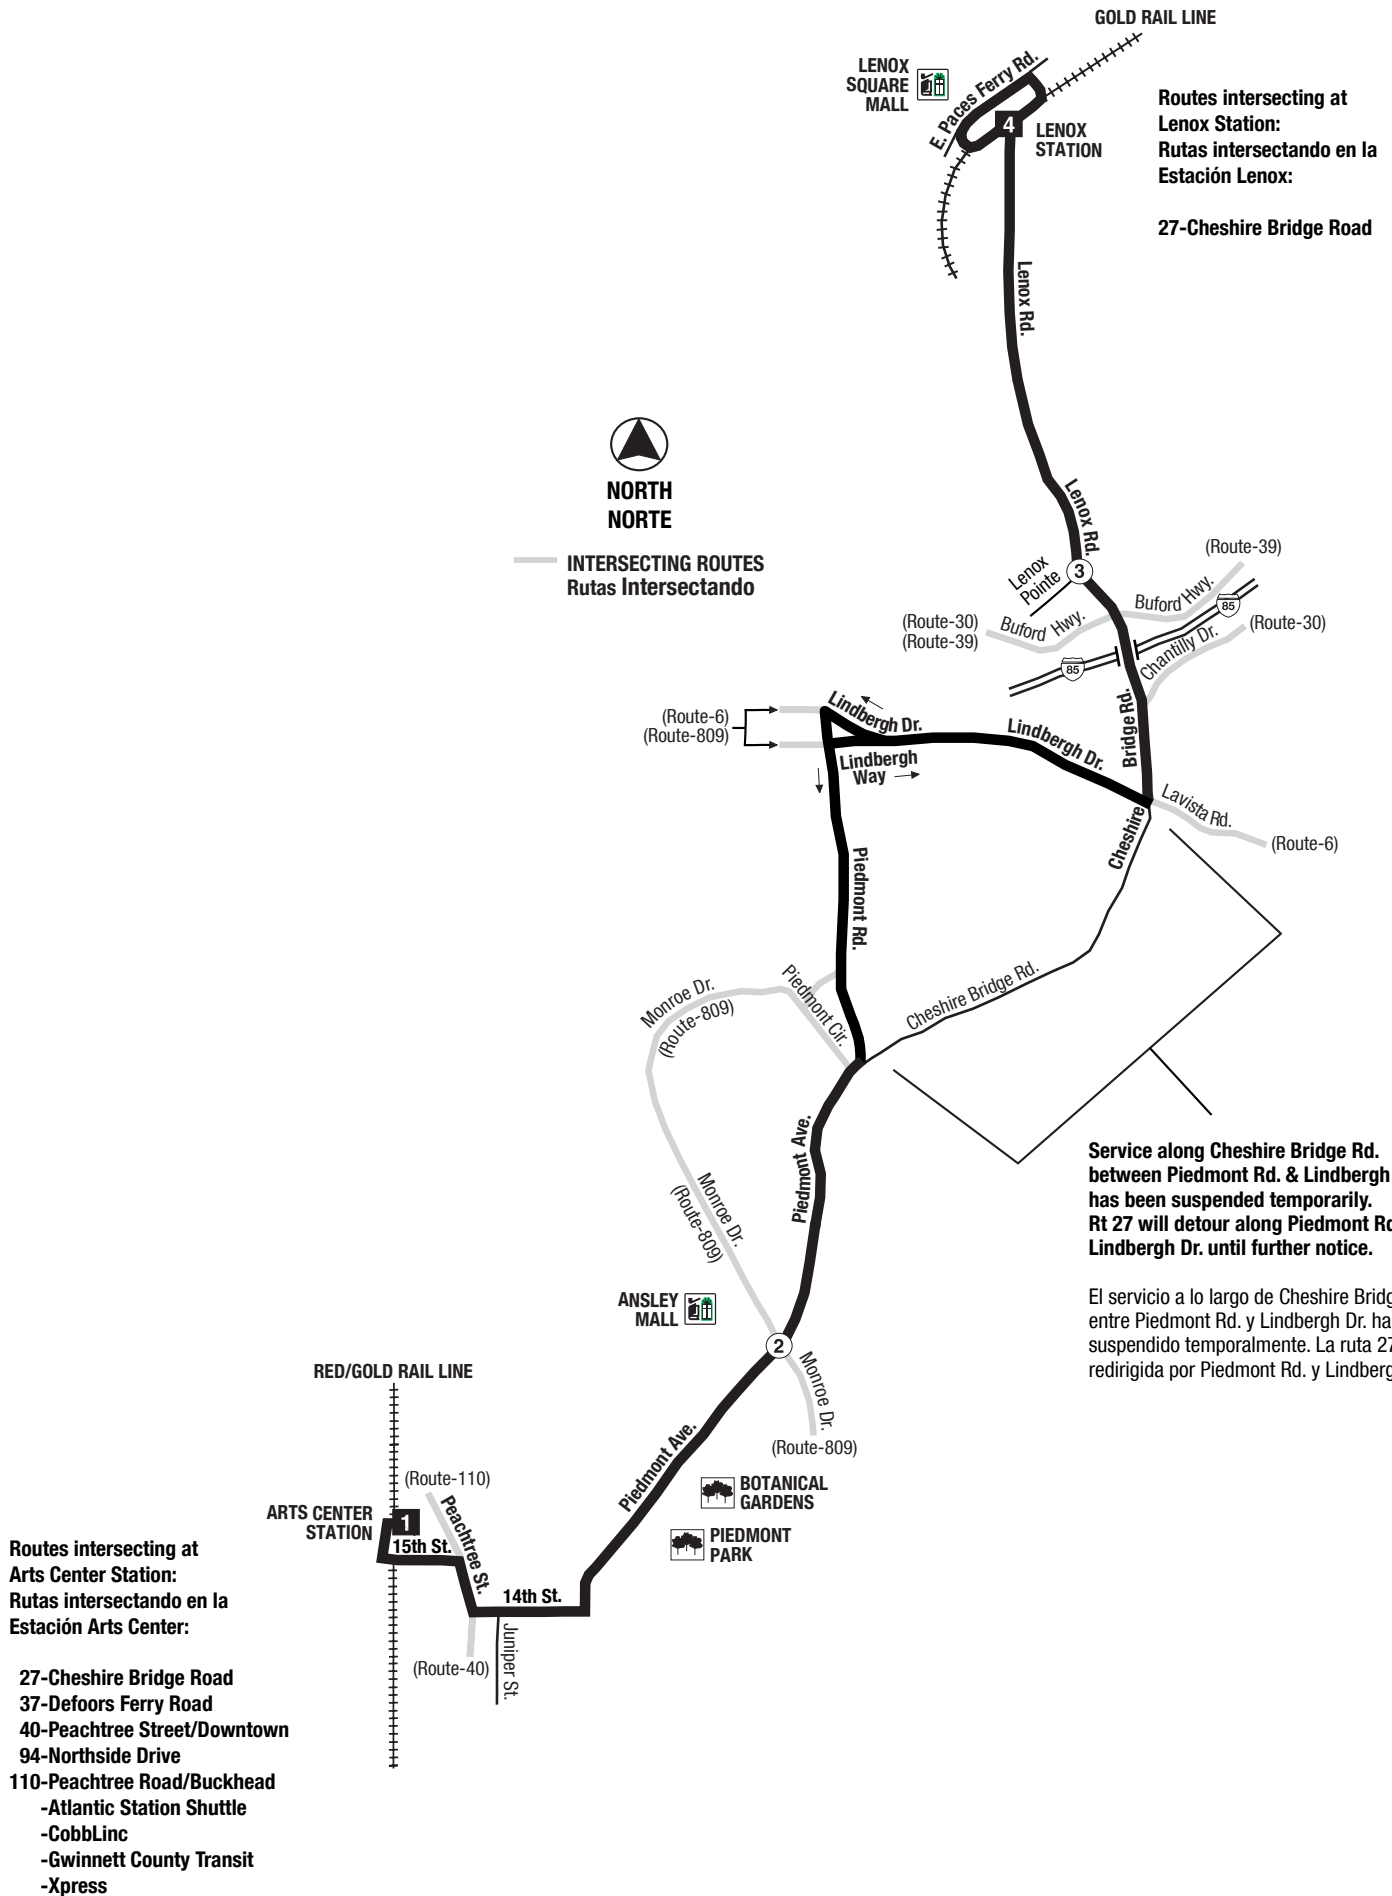 GOLD RAIL LINE
LENOX
SQUARE
MALL
E. Paces Ferry Rd.
4
LENOX
STATION
Routes intersecting at
Lenox Station:
Rutas intersectando en la
Estación Lenox:
27-Cheshire Bridge Road
Lenox Rd.
NORTH
NORTE
INTERSECTING ROUTES
Rutas Intersectando
Lenox Rd.
3
Lenox
Pointe
(Route-39)
Buford Hwy.
85
(Route-30)
(Route-39)
Buford Hwy.
Chantilly Dr.
(Route-30)
85
Bridge Rd.
(Route-6)
(Route-809)
Lindbergh Dr.
Lindbergh Dr.
Lindbergh
Way
Lavista Rd.
(Route-6)
Cheshire
Piedmont Rd.
Monroe Dr.
(Route-809)
Piedmont Cir.
Cheshire Bridge Rd.
Piedmont Ave.
Monroe Dr.
(Route-809)
Service along Cheshire Bridge Rd.
between Piedmont Rd. & Lindbergh
has been suspended temporarily.
Rt 27 will detour along Piedmont Rd
Lindbergh Dr. until further notice.
El servicio a lo largo de Cheshire Bridg
entre Piedmont Rd. y Lindbergh Dr. ha
suspendido temporalmente. La ruta 27
redirigida por Piedmont Rd. y Lindberg
ANSLEY
MALL
2
Monroe Dr.
(Route-809)
RED/GOLD RAIL LINE
Piedmont Ave.
BOTANICAL
GARDENS
PIEDMONT
PARK
(Route-110)
Peachtree St.
ARTS CENTER
STATION
1
15th St.
14th St.
Juniper St.
(Route-40)
Routes intersecting at
Arts Center Station:
Rutas intersectando en la
Estación Arts Center:
27-Cheshire Bridge Road
37-Defoors Ferry Road
40-Peachtree Street/Downtown
94-Northside Drive
110-Peachtree Road/Buckhead
-Atlantic Station Shuttle
-CobbLinc
-Gwinnett County Transit
-Xpress